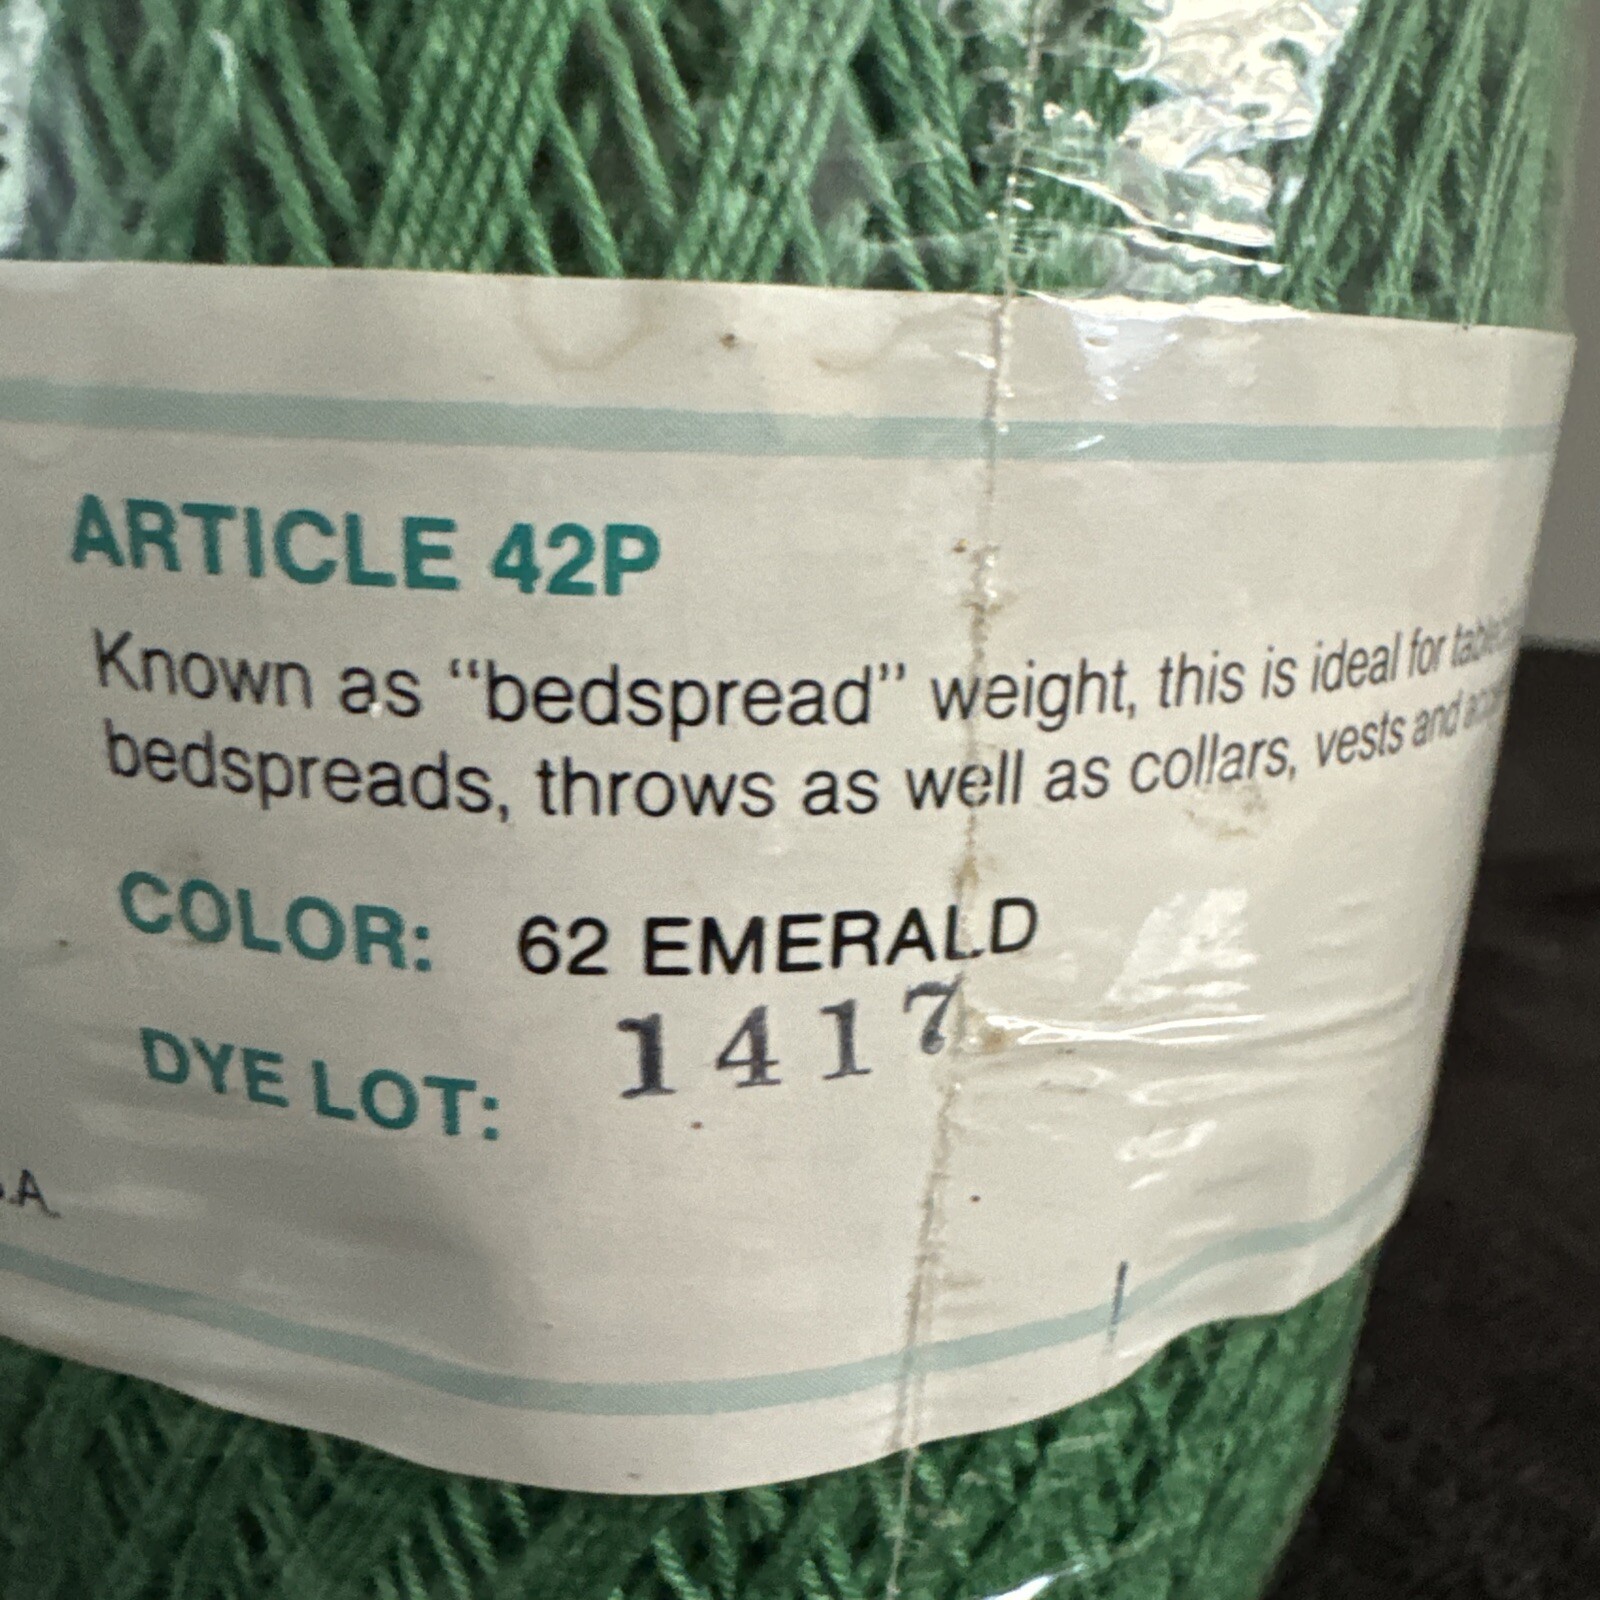 ARTICLE 42P
Known as “bedspread” weight, this is ideal for
bedspreads, throws as well as collars, vests and
COLOR: 62 EMERALD
DYE LOT: 1417
.A.